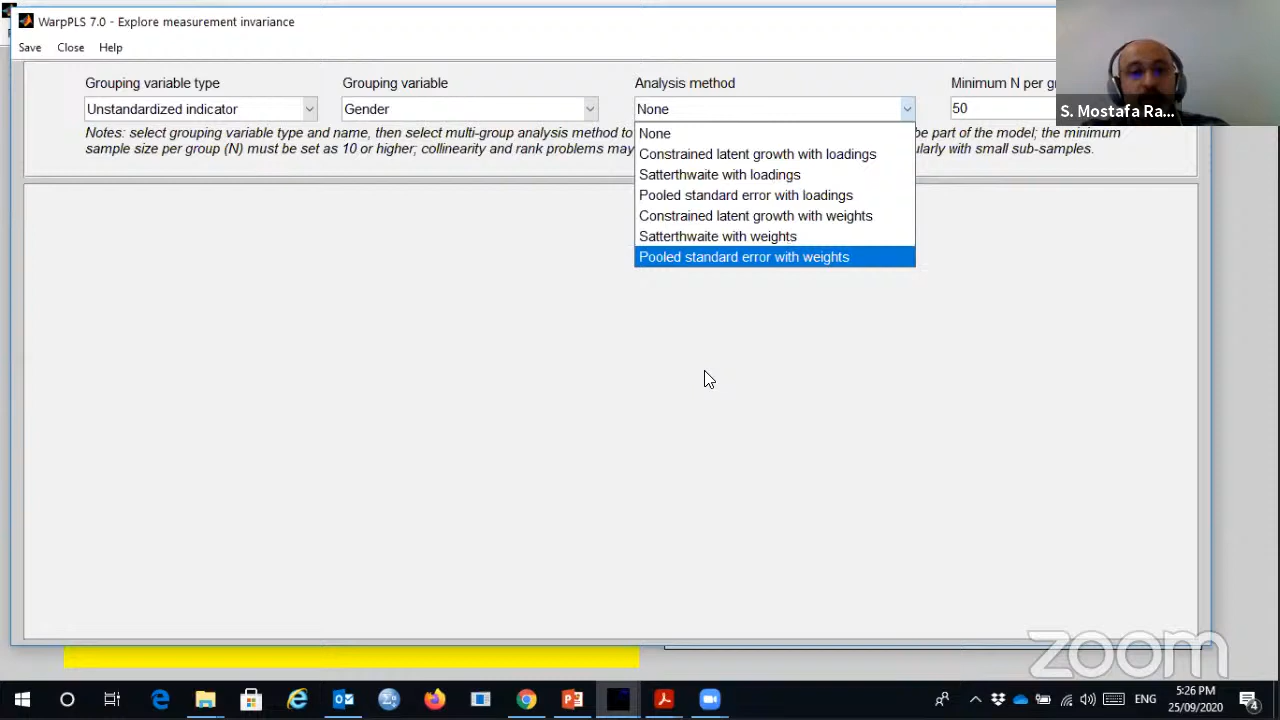 WarpPLS 7.0 - Explore measurement invariance
Save Close Help
Grouping variable type Grouping variable Analysis method Minimum N per gr
Unstandardized indicator Gender None 50
Notes: select grouping variable type and name, then select multi-group analysis method to be part of the model; the minimum
sample size per group (N) must be set as 10 or higher; collinearity and rank problems may ularly with small sub-samples.
None
Constrained latent growth with loadings
Satterthwaite with loadings
Pooled standard error with loadings
Constrained latent growth with weights
Satterthwaite with weights
Pooled standard error with weights
S. Mostafa Ra...
zoom
ENG
5:26 PM
25/09/2020
4